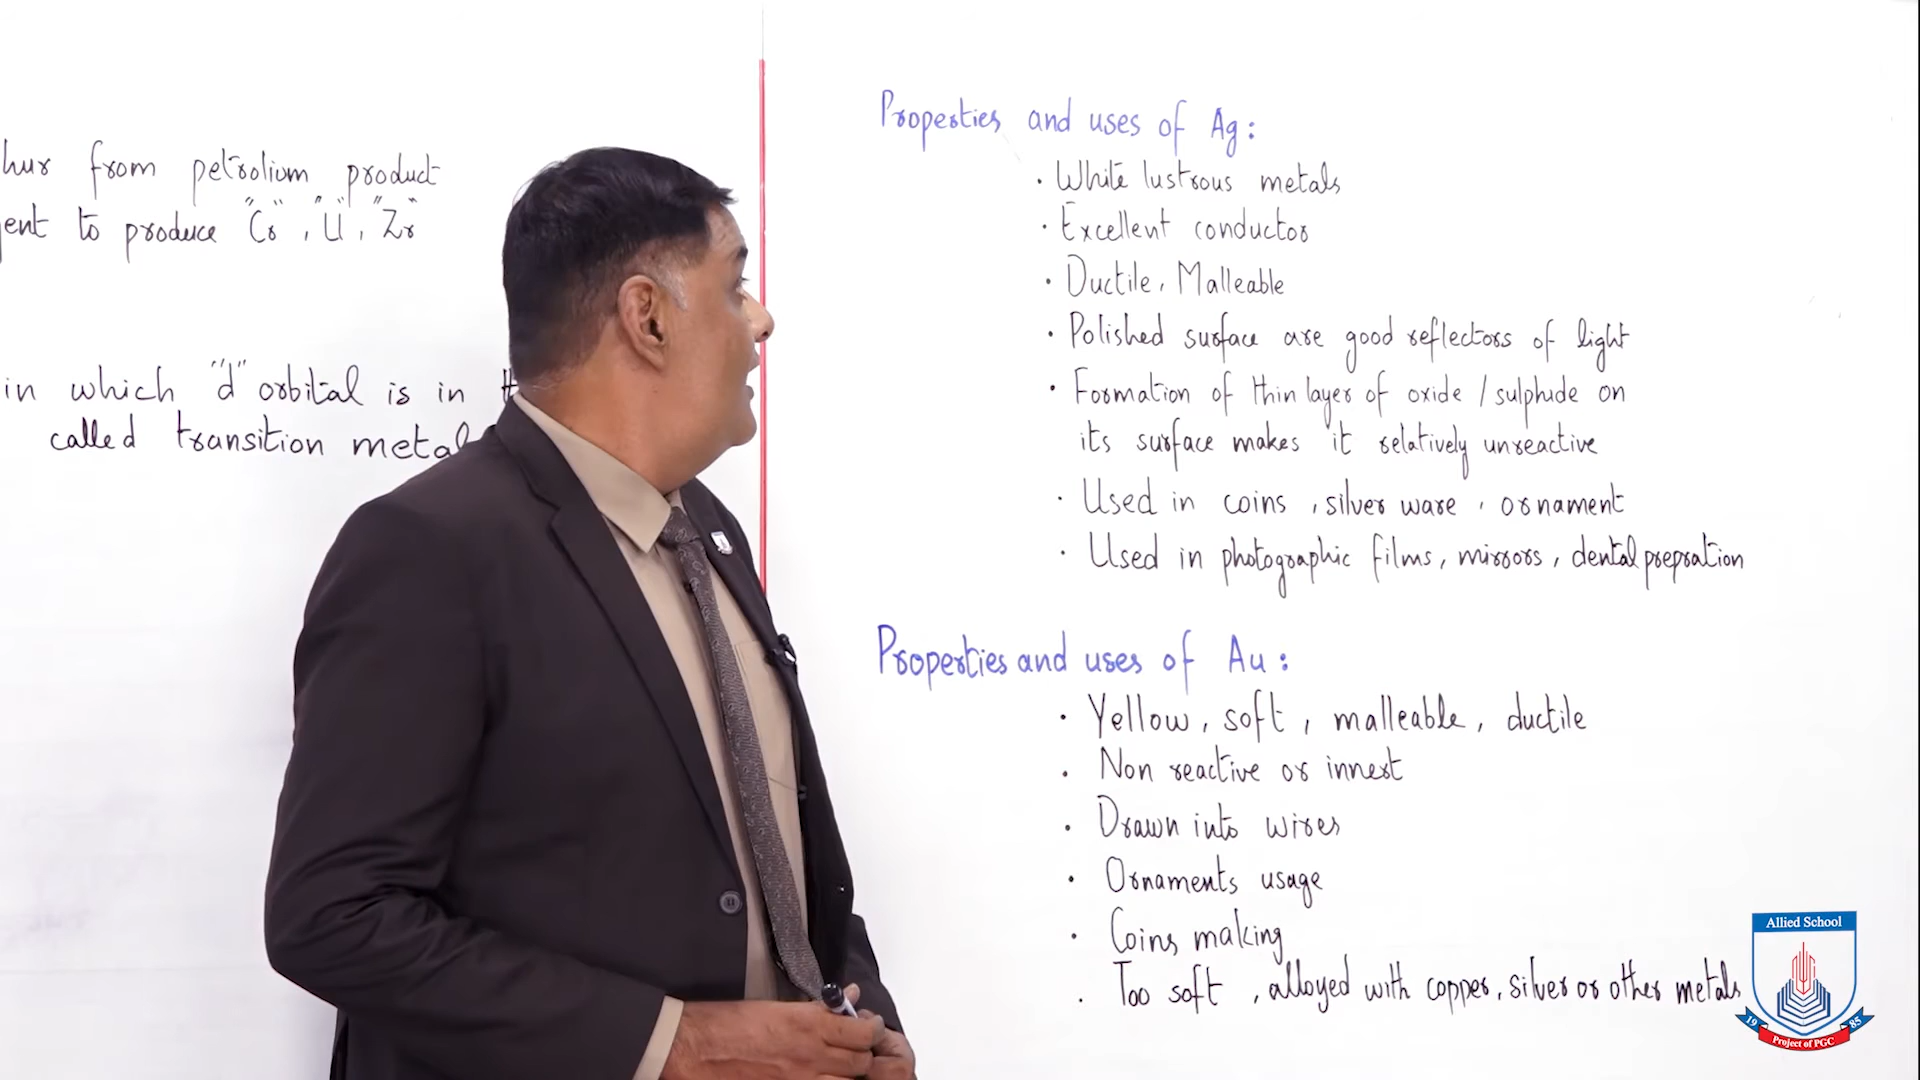 hur from petrolium product
ent to produce "Cr", "U", "Zr"
in which "d" orbital is in
called transition metal
Properties and uses of Ag:
· White lustrous metals
· Excellent conductor
· Ductile, Malleable
· Polished surface are good reflectors of light
· Formation of thin layer of oxide / sulphide on
its surface makes it relatively unreactive
· Used in coins, silver ware, ornament
· Used in photographic films, mirrors, dental prepration
Properties and uses of Au:
· Yellow, soft, malleable, ductile
· Non reactive or innert
· Drawn into wires
· Ornaments usage
· Coins making
· Too soft, alloyed with copper, silver or other metals
Allied School
19 85
Project of PGC